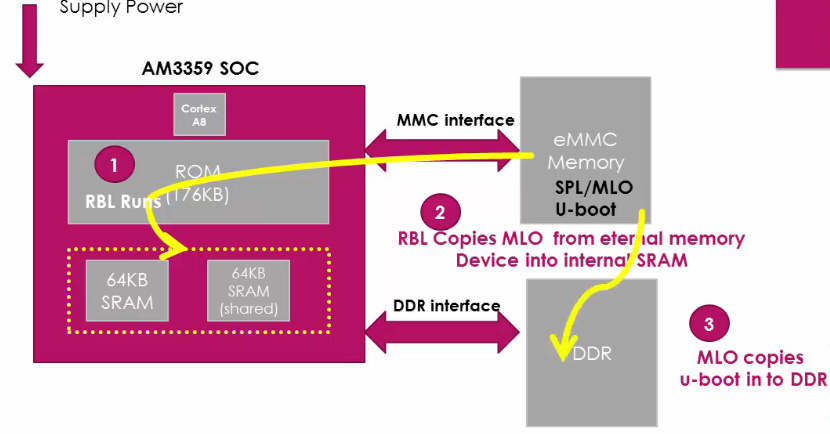 Supply Power
AM3359 SOC
Cortex
A8
MMC interface
eMMC
Memory
SPL/MLO
U-boot
1
ROM
(176KB)
RBL Runs
2
RBL Copies MLO from eternal memory
Device into internal SRAM
64KB
SRAM
64KB
SRAM
(shared)
DDR interface
DDR
3
MLO copies
u-boot in to DDR